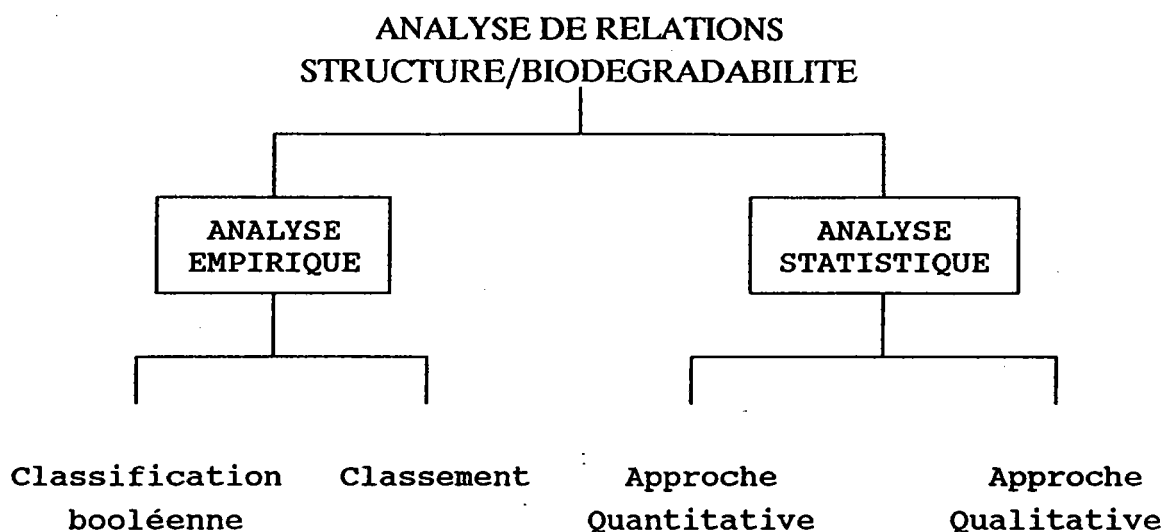 ANALYSE DE RELATIONS
STRUCTURE/BIODEGRADABILITE
ANALYSE
EMPIRIQUE
ANALYSE
STATISTIQUE
Classification
booléenne
Classement
Approche
Quantitative
Approche
Qualitative